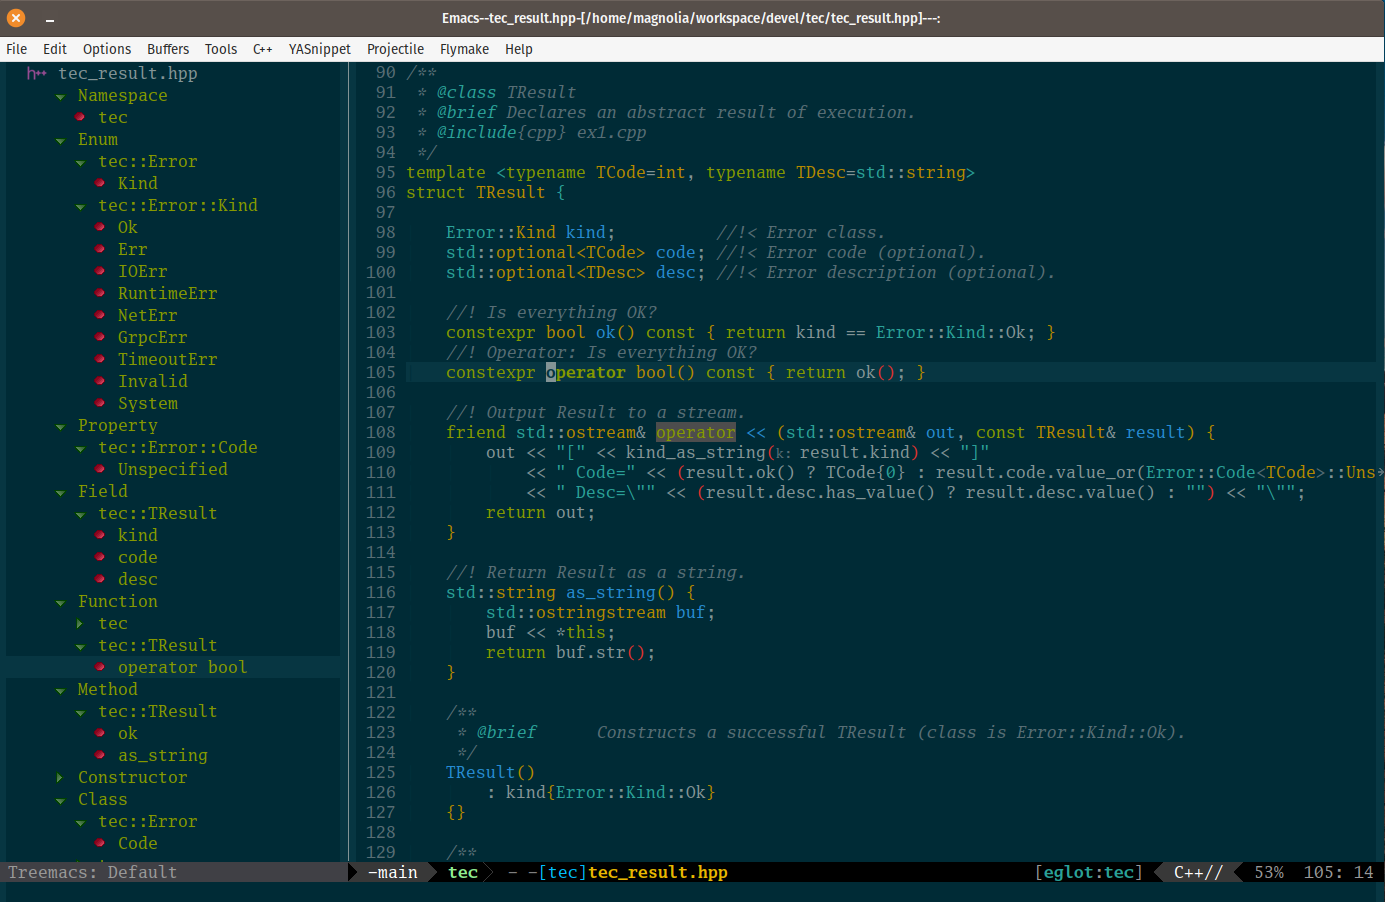 Emacs--tec_result.hpp-[/home/magnolia/workspace/devel/tec/tec_result.hpp]---:
File Edit Options Buffers Tools C++ YASnippet Projectile Flymake Help
h++ tec_result.hpp
Namespace
tec
Enum
tec::Error
Kind
tec::Error::Kind
Ok
Err
IOErr
RuntimeErr
NetErr
GrpcErr
TimeoutErr
Invalid
System
Property
tec::Error::Code
Unspecified
Field
tec::TResult
kind
code
desc
Function
tec
tec::TResult
operator bool
Method
tec::TResult
ok
as_string
Constructor
Class
tec::Error
Code
90 /**
91  * @class TResult
92  * @brief Declares an abstract result of execution.
93  * @include{cpp} ex1.cpp
94  */
95 template <typename TCode=int, typename TDesc=std::string>
96 struct TResult {
97
98     Error::Kind kind;          //!< Error class.
99     std::optional<TCode> code; //!< Error code (optional).
100     std::optional<TDesc> desc; //!< Error description (optional).
101
102     //! Is everything OK?
103     constexpr bool ok() const { return kind == Error::Kind::Ok; }
104     //! Operator: Is everything OK?
105     constexpr operator bool() const { return ok(); }
106
107     //! Output Result to a stream.
108     friend std::ostream& operator << (std::ostream& out, const TResult& result) {
109         out << "[" << kind_as_string(k: result.kind) << "]"
110             << " Code=" << (result.ok() ? TCode{0} : result.code.value_or(Error::Code<TCode>::Uns
111             << " Desc=\"" << (result.desc.has_value() ? result.desc.value() : "") << "\"";
112         return out;
113     }
114
115     //! Return Result as a string.
116     std::string as_string() {
117         std::ostringstream buf;
118         buf << *this;
119         return buf.str();
120     }
121
122     /**
123      * @brief      Constructs a successful TResult (class is Error::Kind::Ok).
124      */
125     TResult()
126         : kind{Error::Kind::Ok}
127     {}
128
129     /**
Treemacs: Default
-main tec - -[tec]tec_result.hpp [eglot:tec] C++// 53% 105: 14